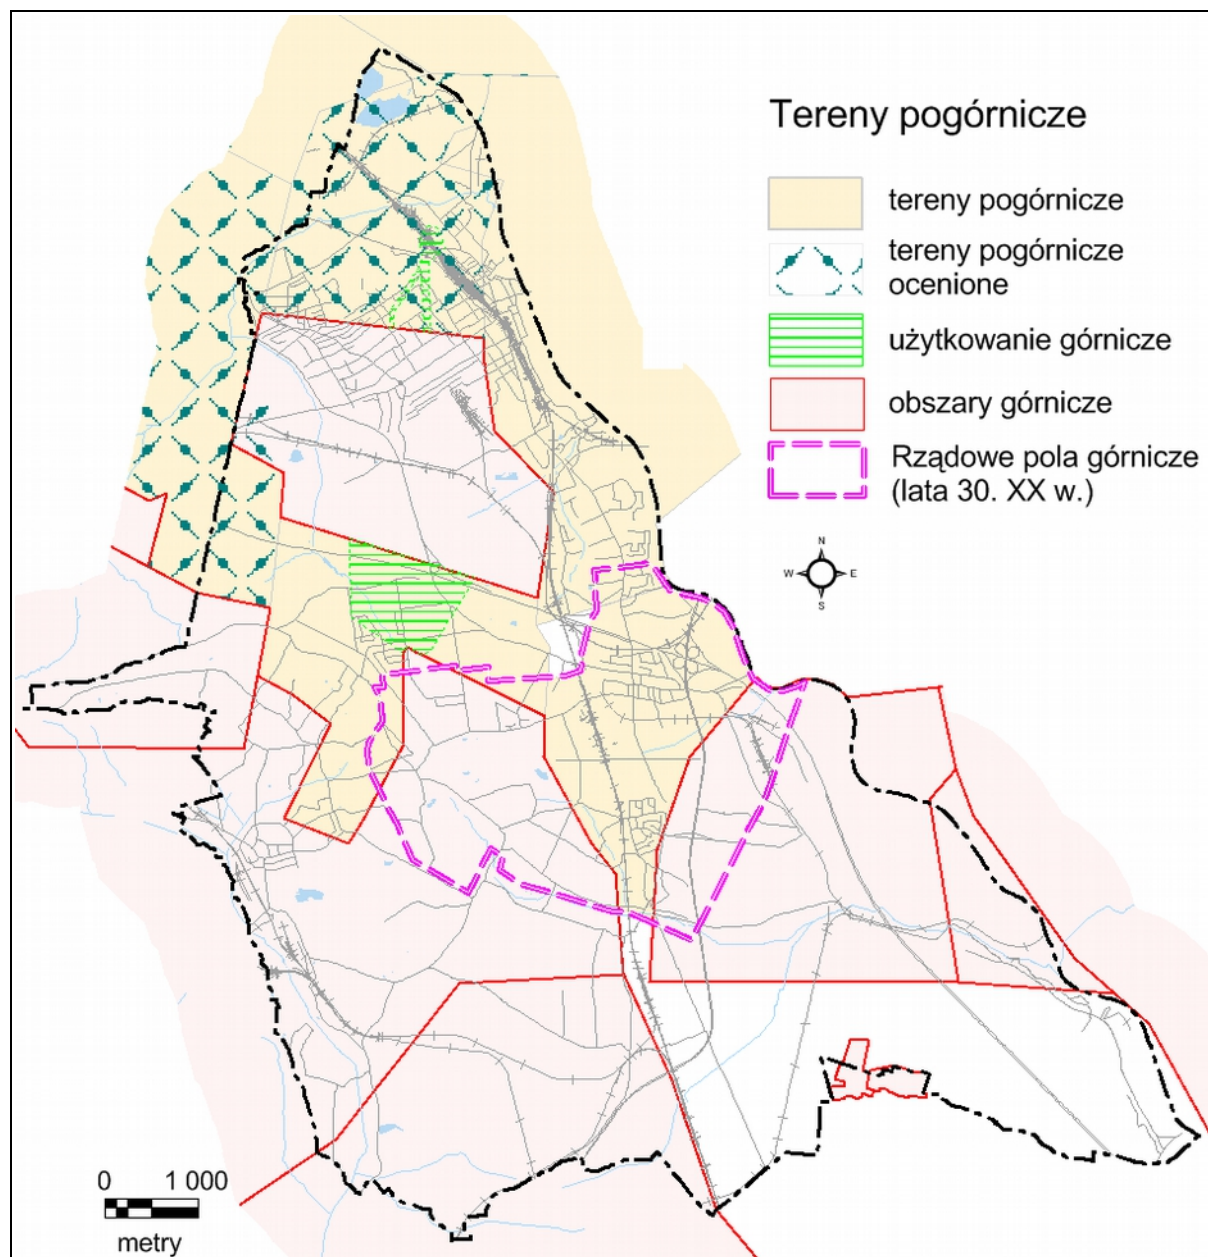 Tereny pogórnicze
tereny pogórnicze
tereny pogórnicze
ocenione
użytkowanie górnicze
obszary górnicze
Rządowe pola górnicze
(lata 30. XX w.)
N
W E
S
0 1 000
metry